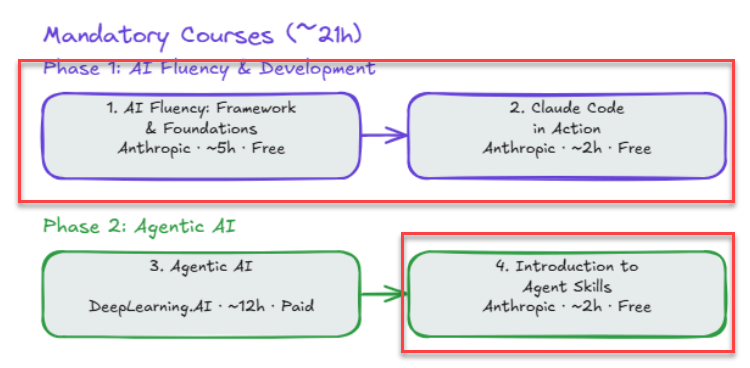 Mandatory Courses (~21h)
Phase 1: AI Fluency & Development
1. AI Fluency: Framework
& Foundations
Anthropic · ~5h · Free
2. Claude Code
in Action
Anthropic · ~2h · Free
Phase 2: Agentic AI
3. Agentic AI
DeepLearning.AI · ~12h · Paid
4. Introduction to
Agent Skills
Anthropic · ~2h · Free